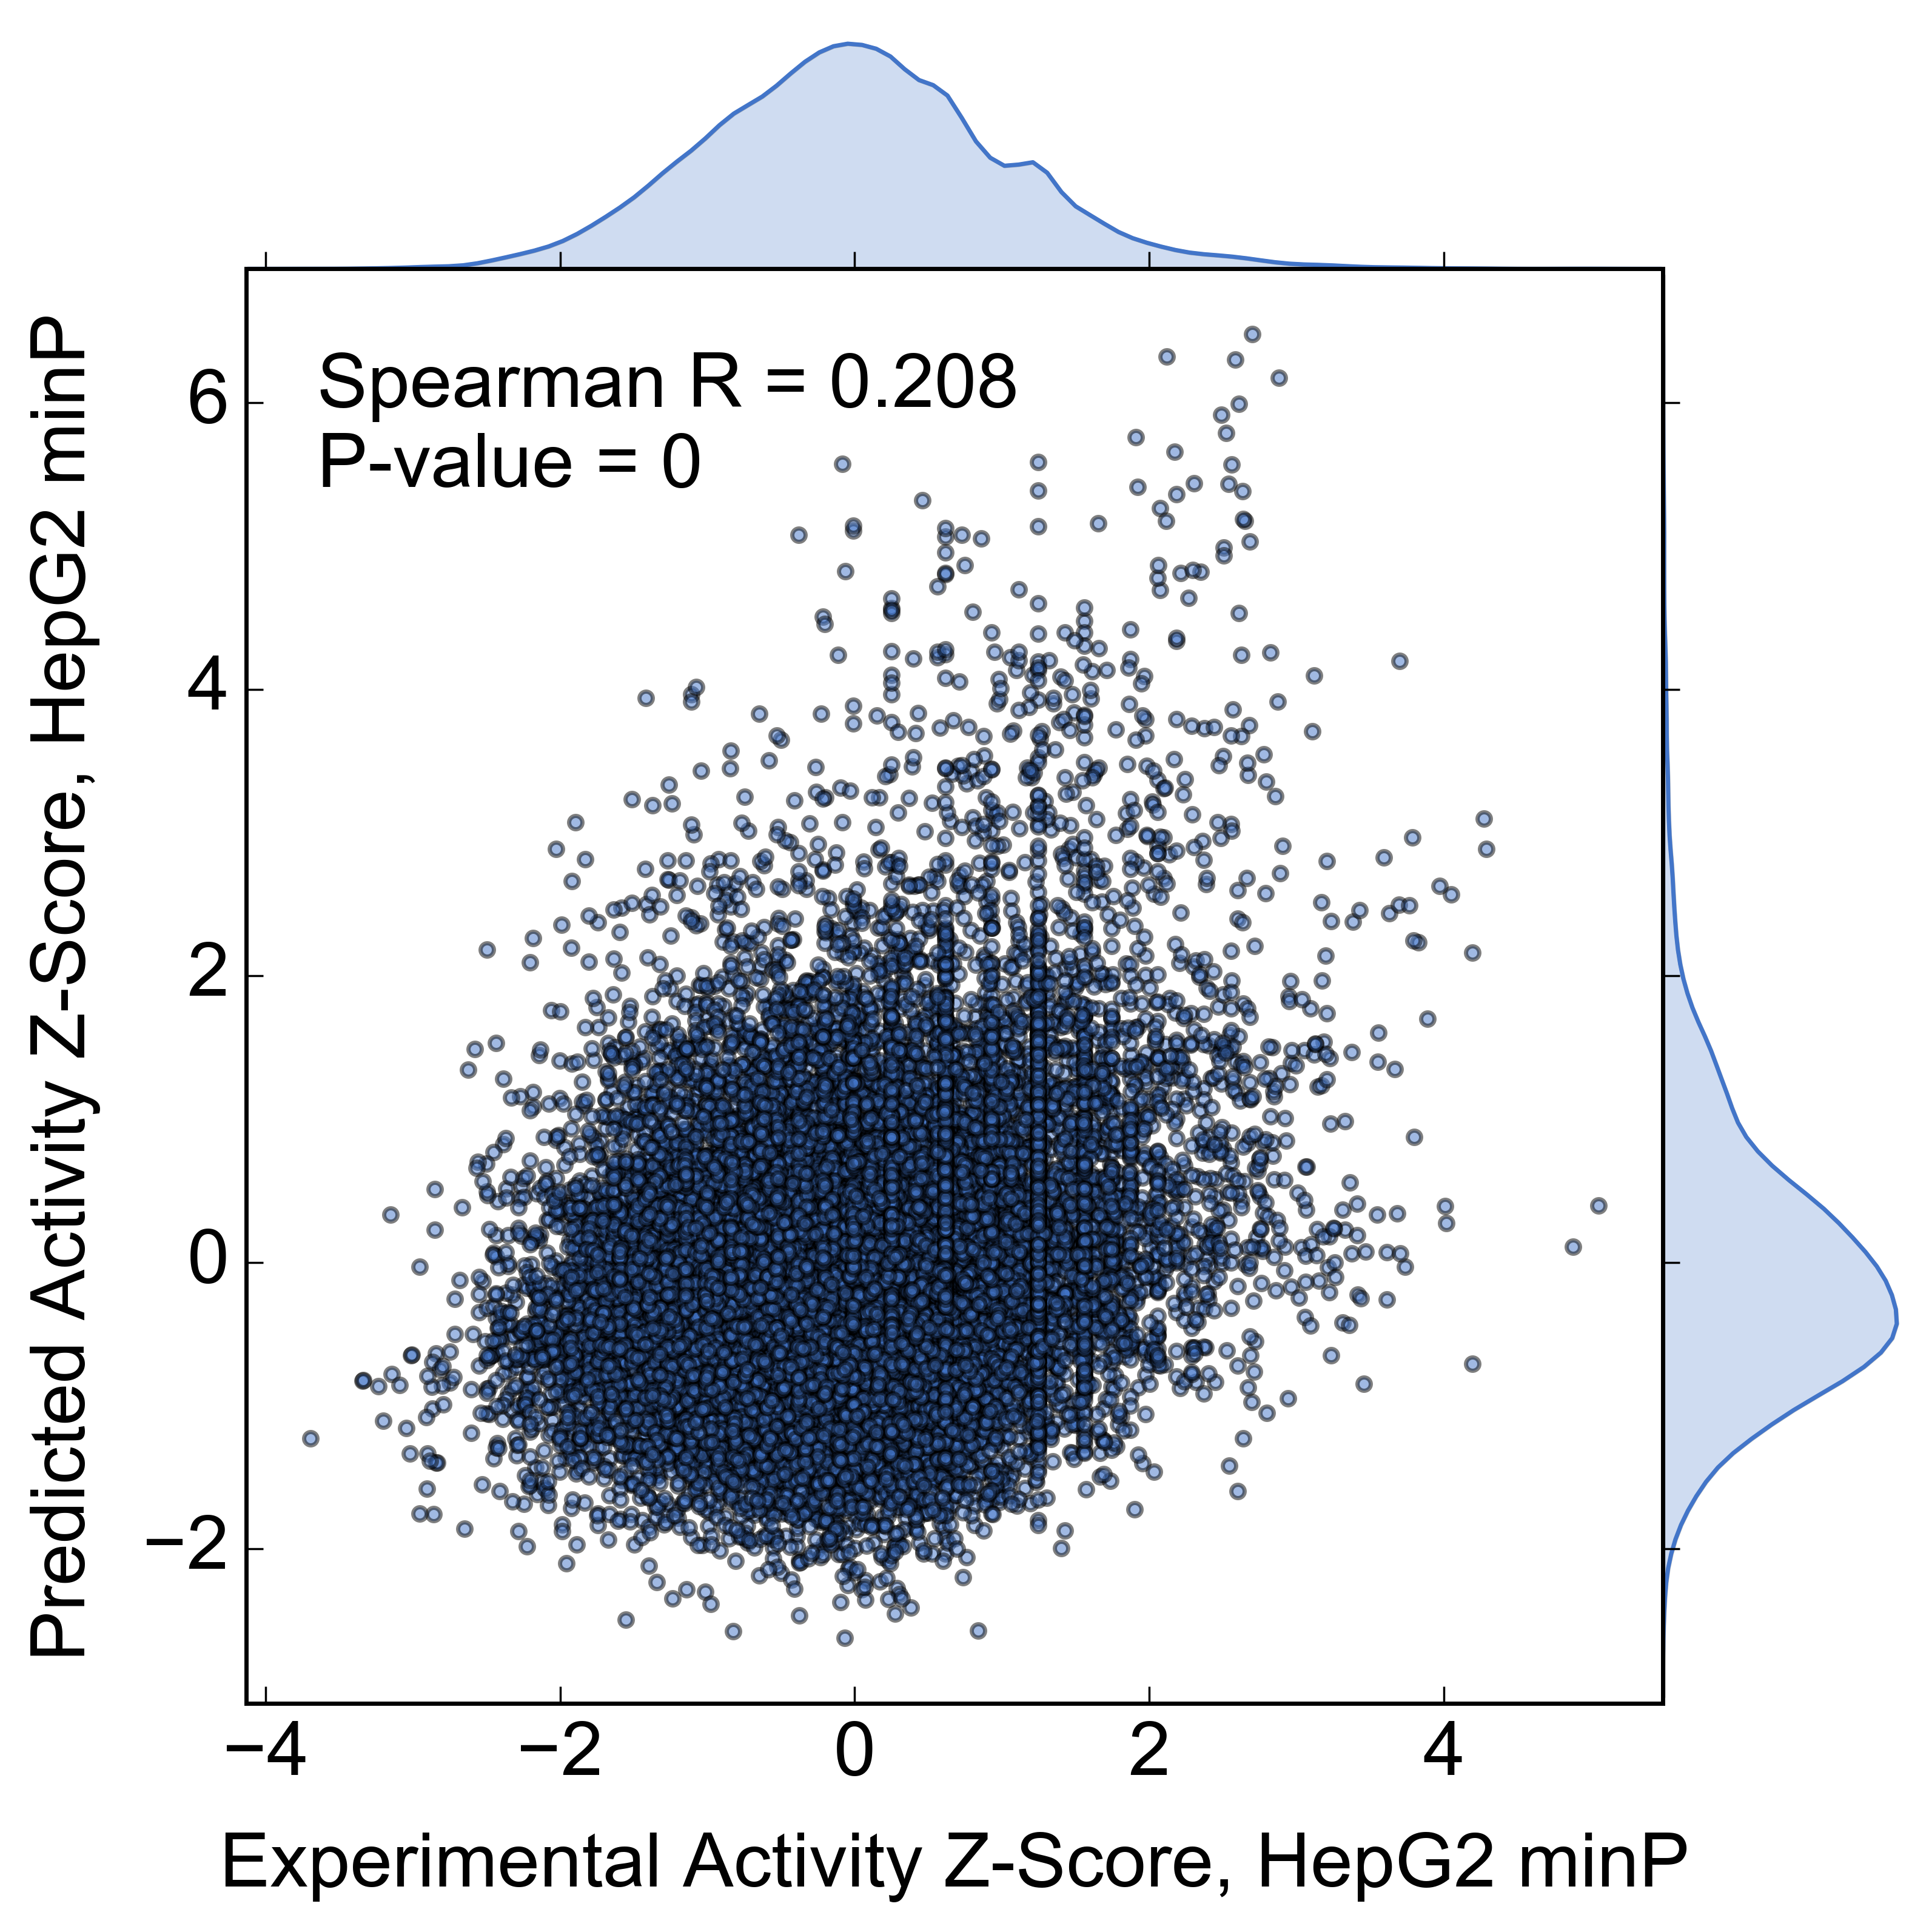 Spearman R = 0.208
P-value = 0
Predicted Activity Z-Score, HepG2 minP
6
4
2
0
−2
−4
−2
0
2
4
Experimental Activity Z-Score, HepG2 minP